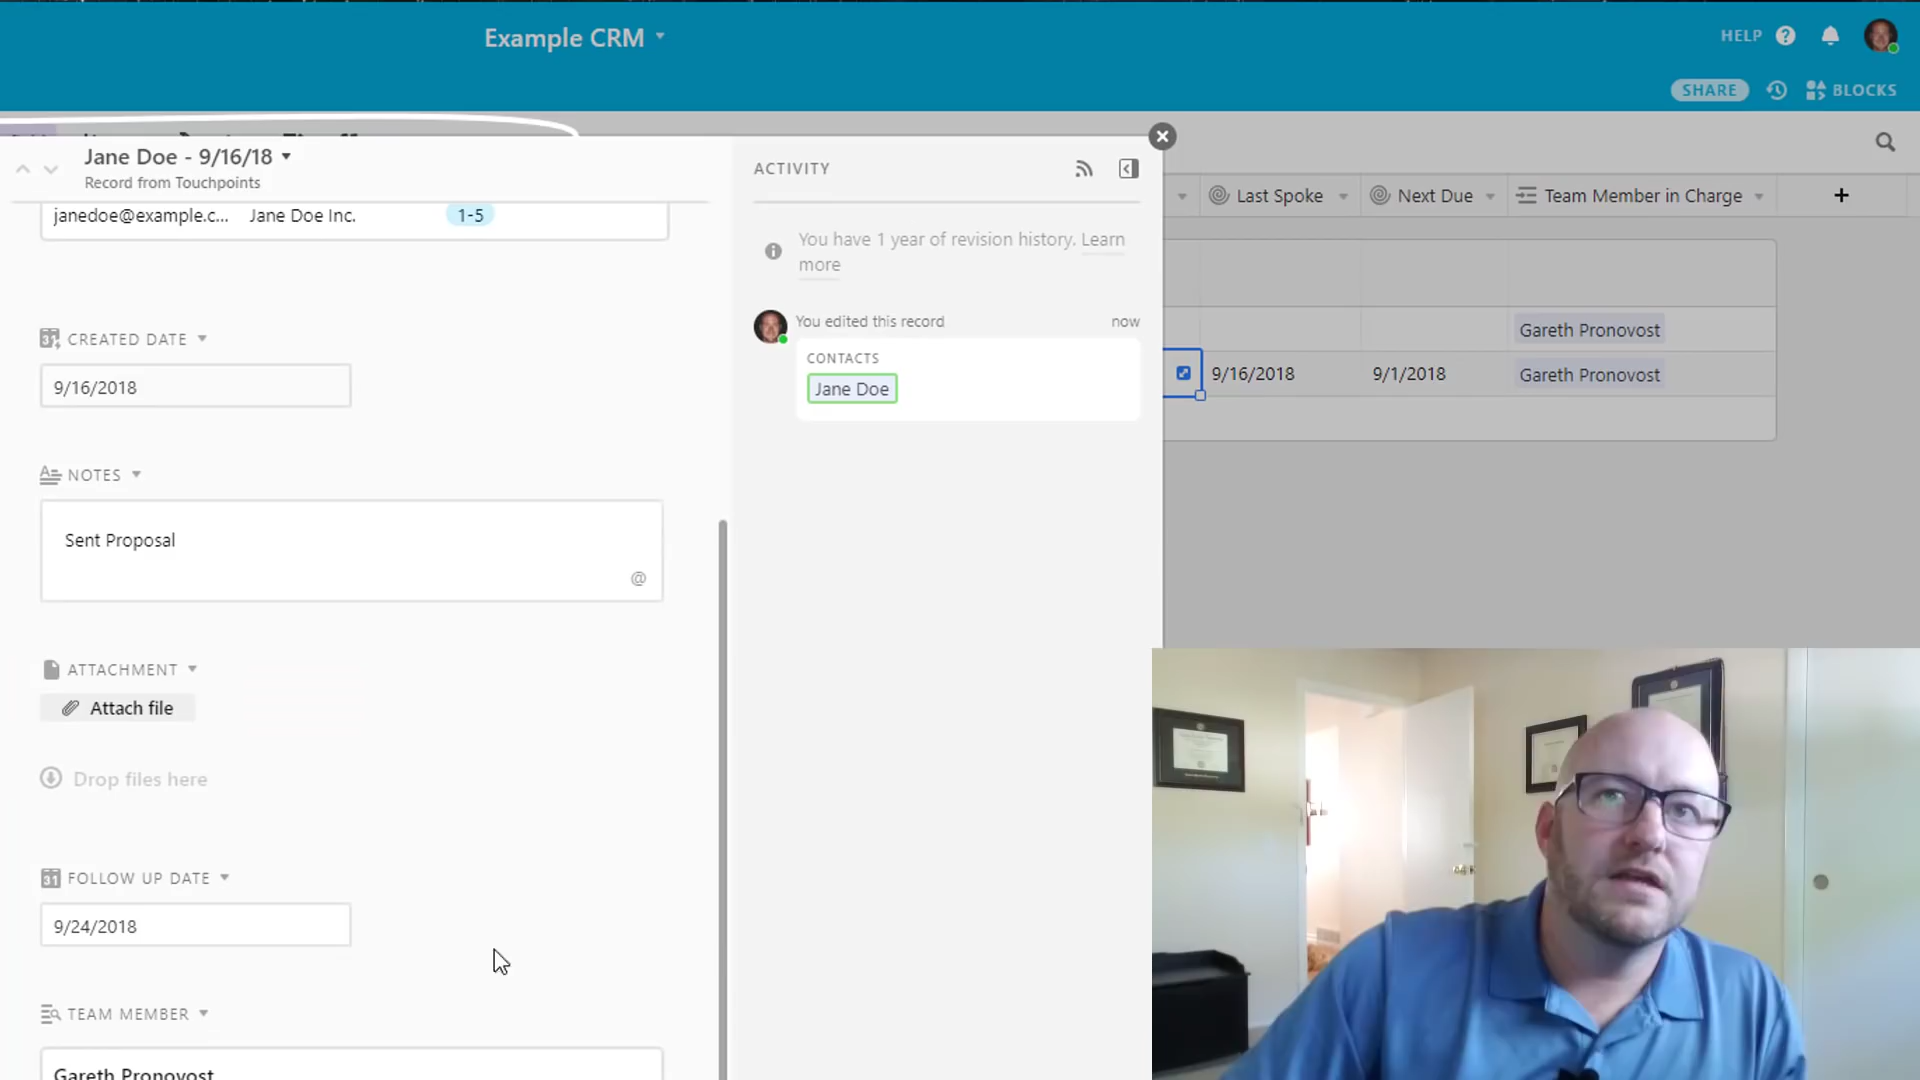 Example CRM
HELP
SHARE
BLOCKS
Jane Doe - 9/16/18
Record from Touchpoints
janedoe@example.c... Jane Doe Inc. 1-5
CREATED DATE
9/16/2018
NOTES
Sent Proposal
@
ATTACHMENT
Attach file
Drop files here
FOLLOW UP DATE
9/24/2018
TEAM MEMBER
Gareth Pronovost
ACTIVITY
You have 1 year of revision history. Learn
more
You edited this record now
CONTACTS
Jane Doe
Last Spoke Next Due Team Member in Charge
Gareth Pronovost
9/16/2018 9/1/2018 Gareth Pronovost